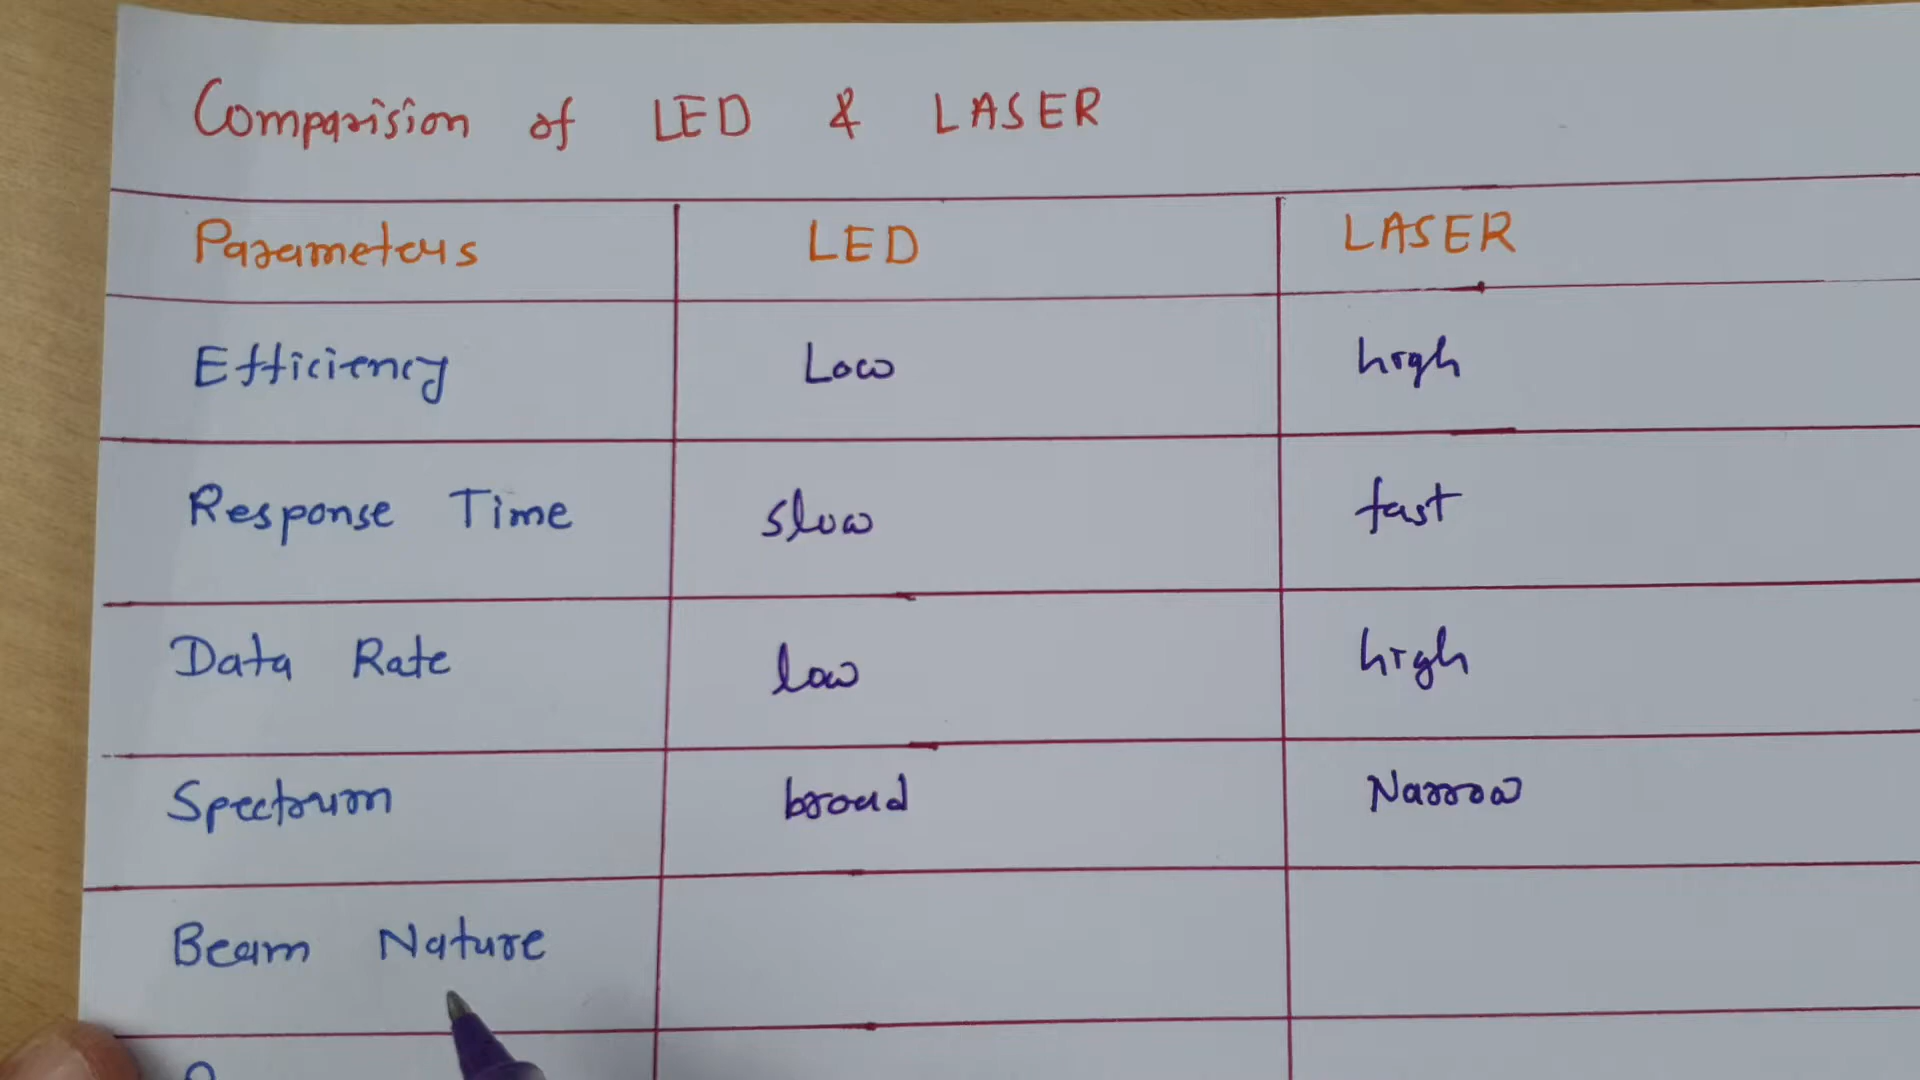 Comparision of LED & LASER
Parameters LED LASER
Efficiency Low high
Response Time slow fast
Data Rate low high
Spectrum broad Narrow
Beam Nature